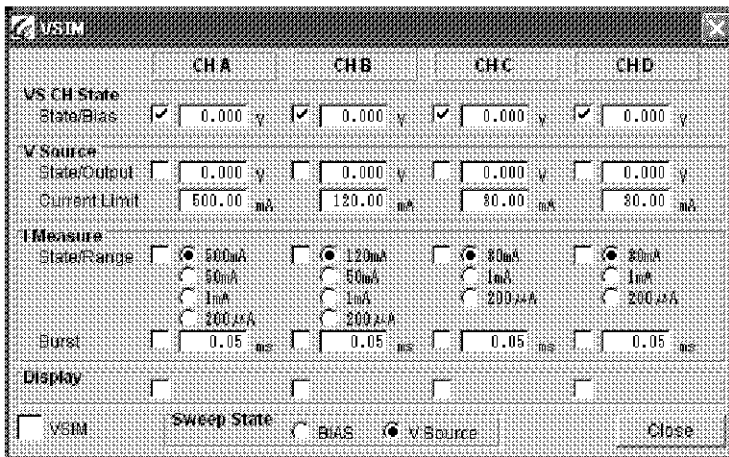 VSIM
CH A CH B CH C CH D
VS CH State
State/Bias 0.000 V 0.000 V 0.000 V 0.000 V
V Source
State/Output 0.000 V 0.000 V 0.000 V 0.000 V
Current Limit 500.00 mA 120.00 mA 30.00 mA 30.00 mA
I Measure
State/Range 500mA 120mA 30mA 30mA
50mA 50mA 1mA 1mA
1mA 1mA 200μA 200μA
200μA 200μA
Burst 0.05 ms 0.05 ms 0.05 ms 0.05 ms
Display
VSIM Sweep State BIAS V Source Close